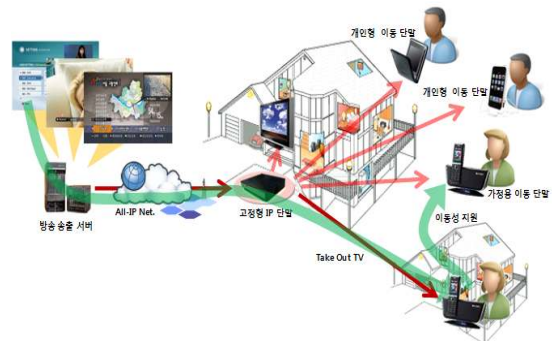 개인형 이동 단말
개인형 이동 단말
가정용 이동 단말
이동성 지원
고정형 IP 단말
All-IP Net.
방송 송출 서버
Take Out TV